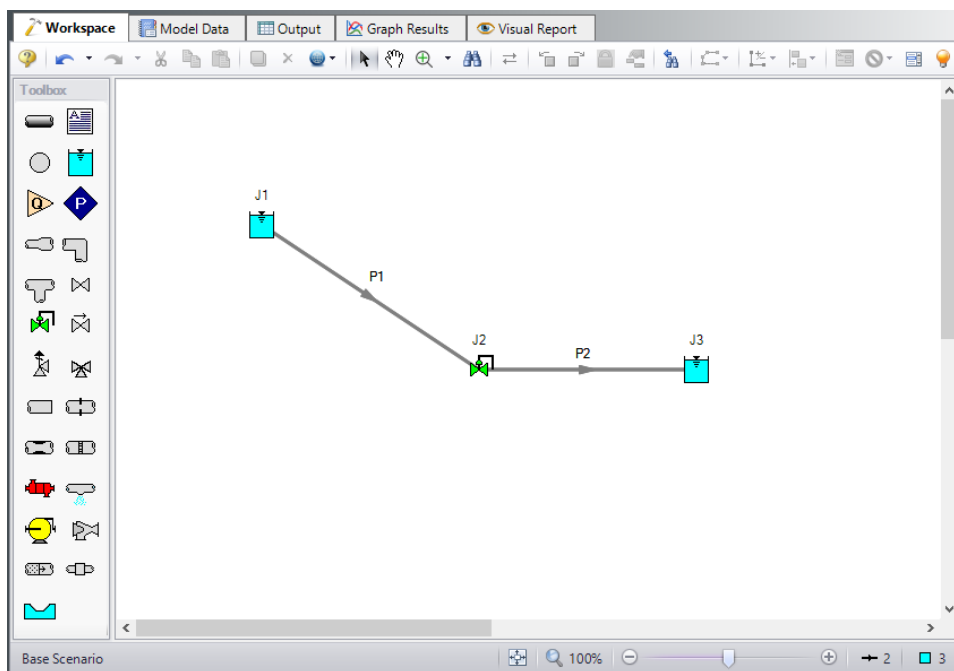 Workspace Model Data Output Graph Results Visual Report
Toolbox
A
Q P
J1
P1
J2
P2
J3
Base Scenario 100% 2 3